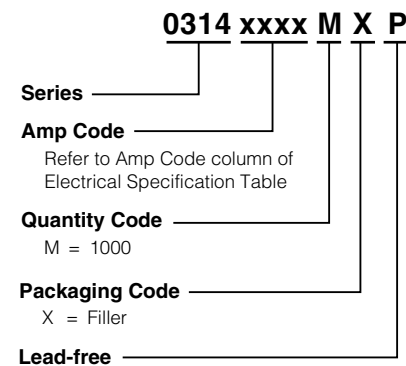 0314 xxxx M X P
Series
Amp Code
Refer to Amp Code column of
Electrical Specification Table
Quantity Code
M = 1000
Packaging Code
X = Filler
Lead-free